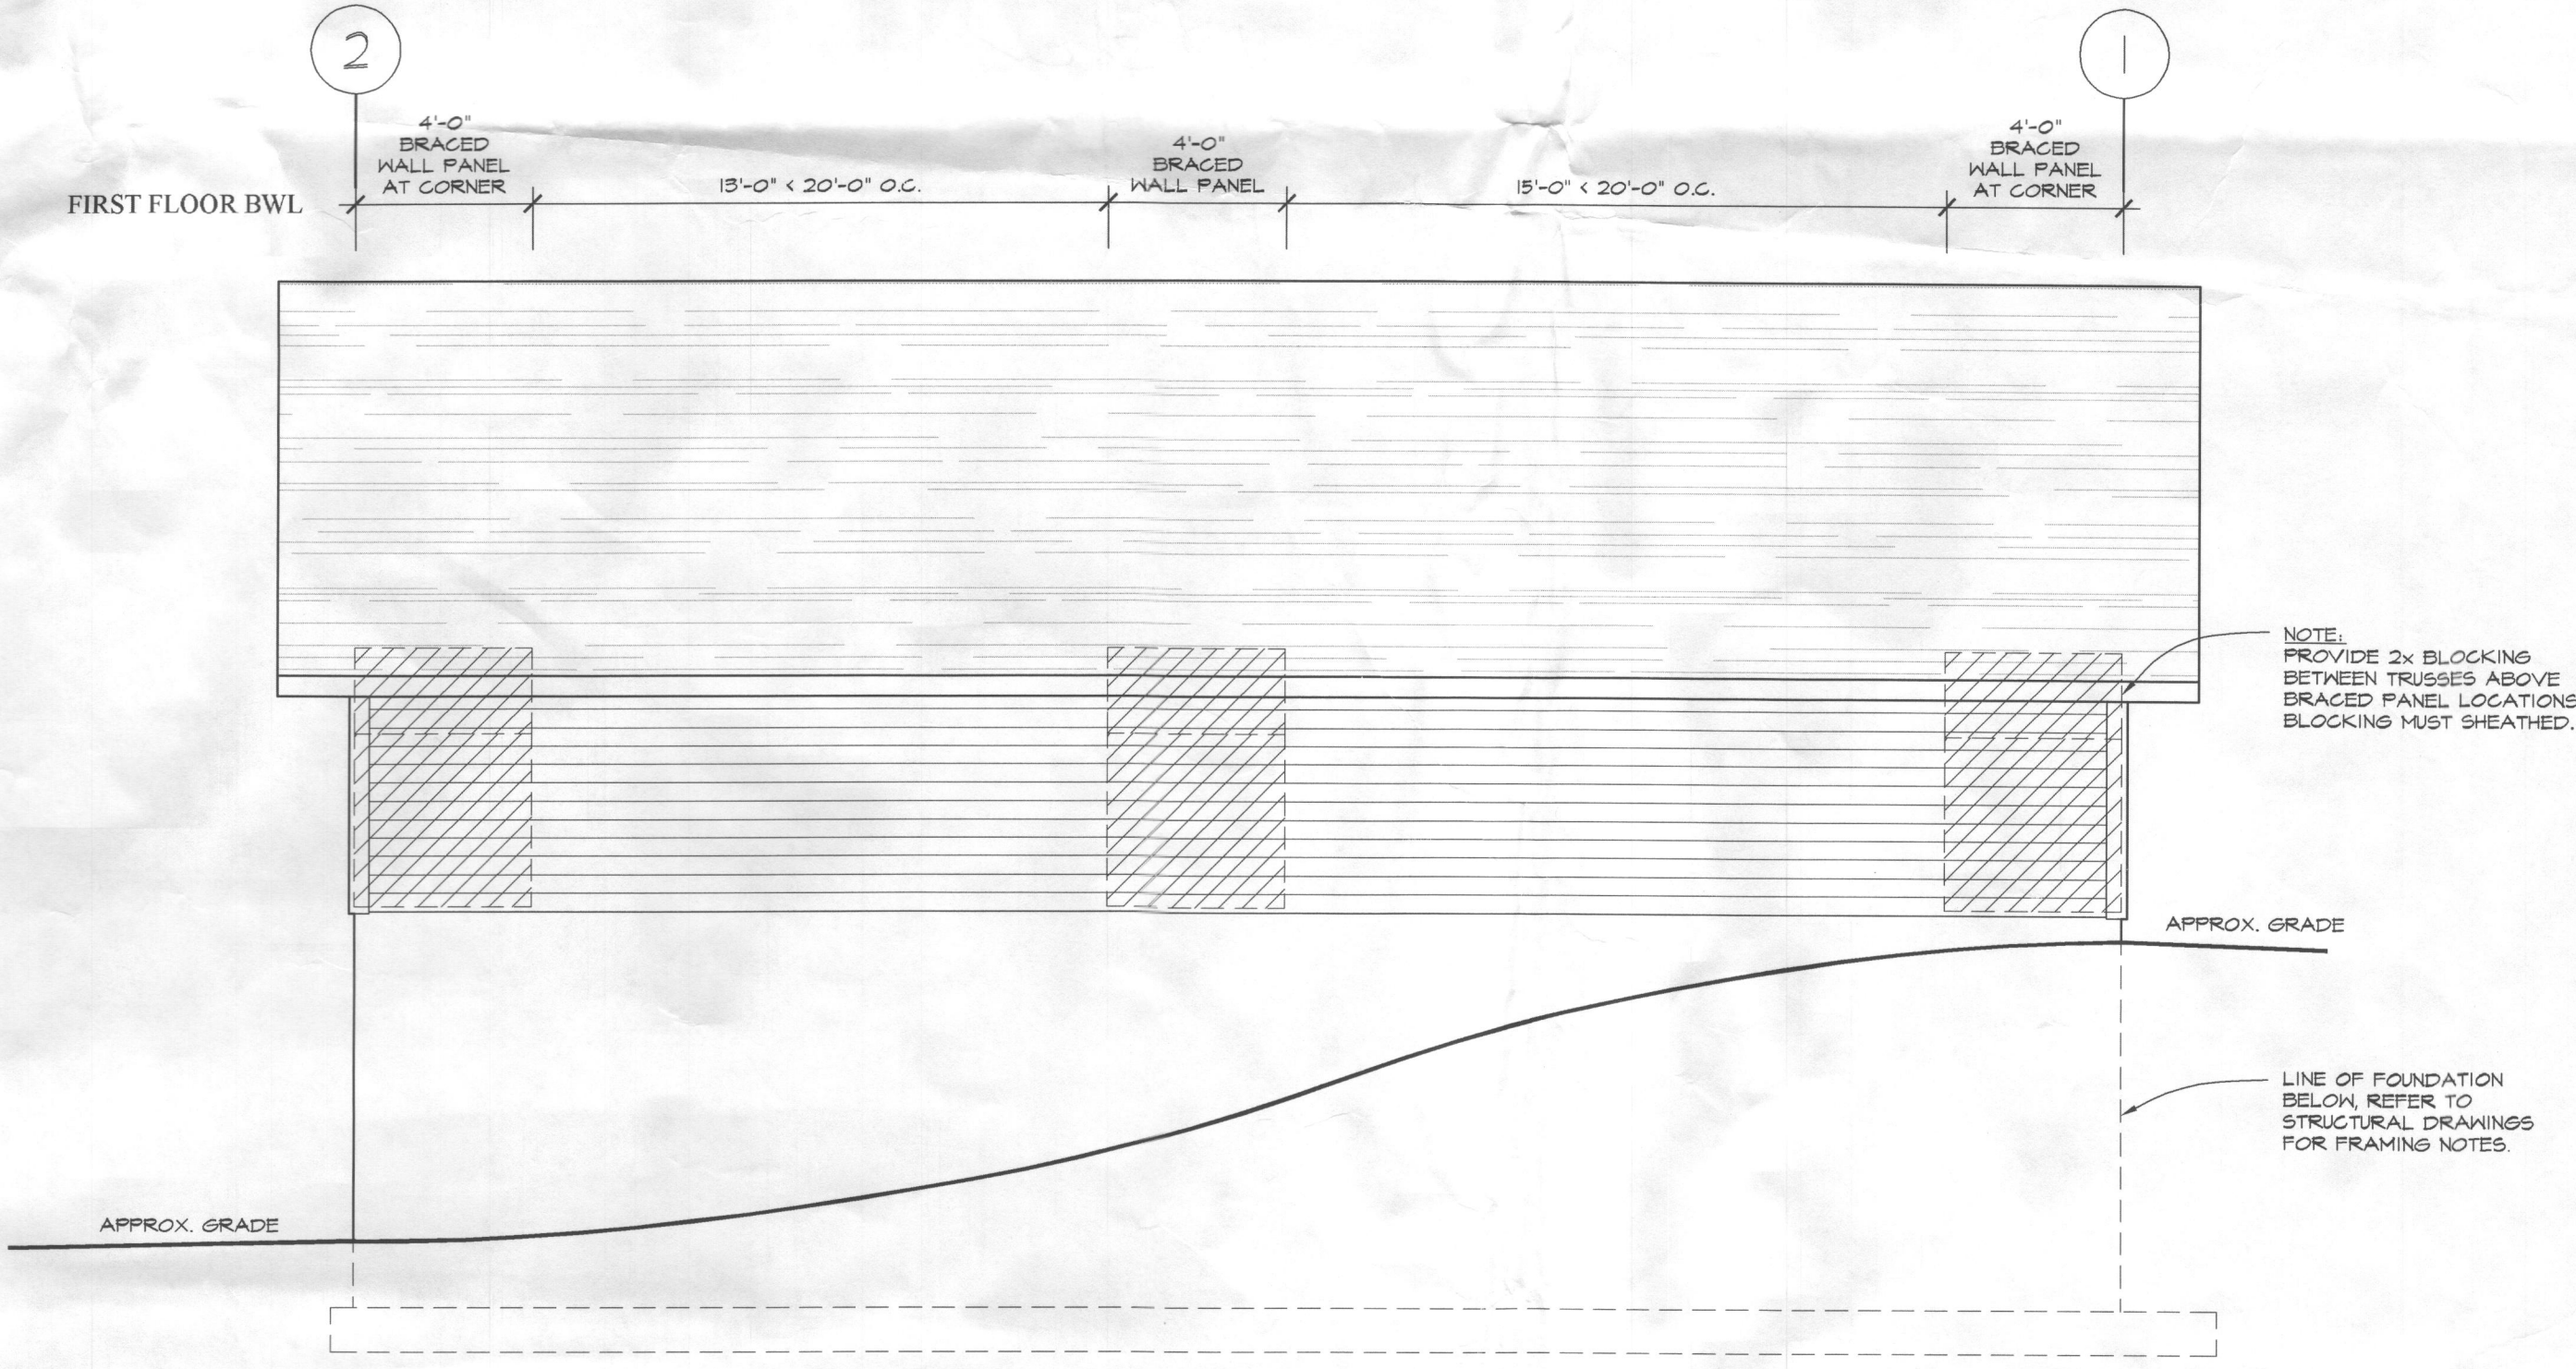 2
1
4'-0"
BRACED
WALL PANEL
AT CORNER
13'-0" < 20'-0" O.C.
4'-0"
BRACED
WALL PANEL
15'-0" < 20'-0" O.C.
4'-0"
BRACED
WALL PANEL
AT CORNER
FIRST FLOOR BWL
NOTE:
PROVIDE 2x BLOCKING
BETWEEN TRUSSES ABOVE
BRACED PANEL LOCATIONS
BLOCKING MUST SHEATHED.
APPROX. GRADE
LINE OF FOUNDATION
BELOW, REFER TO
STRUCTURAL DRAWINGS
FOR FRAMING NOTES.
APPROX. GRADE